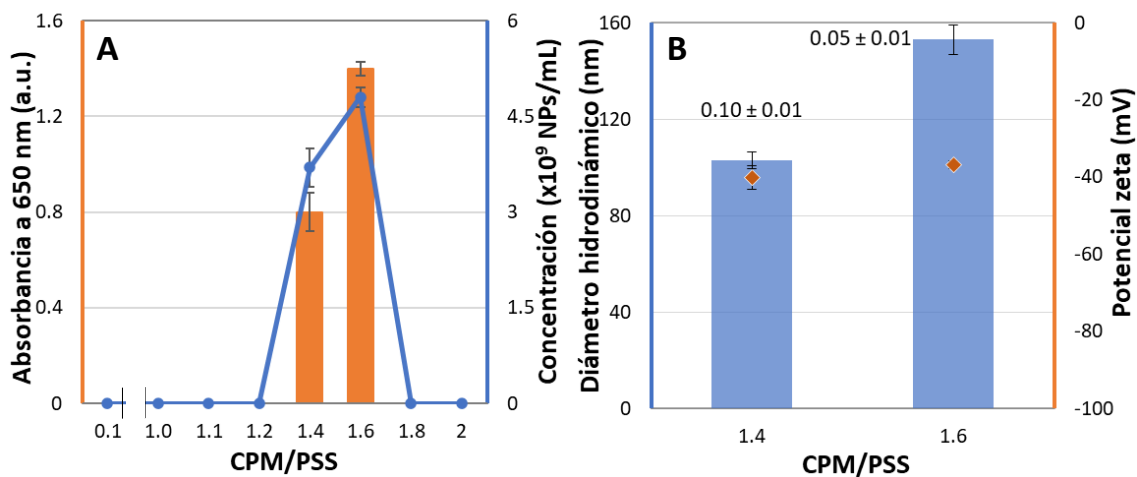 A
Absorbancia a 650 nm (a.u.)
1.6
1.2
0.8
0.4
0
6
4.5
3
1.5
0
Concentración (x10⁹ NPs/mL)
0.1 1.0 1.1 1.2 1.4 1.6 1.8 2
CPM/PSS
B
Diámetro hidrodinámico (nm)
160
120
80
40
0
0.10 ± 0.01
0.05 ± 0.01
0
-20
-40
-60
-80
-100
Potencial zeta (mV)
1.4 1.6
CPM/PSS